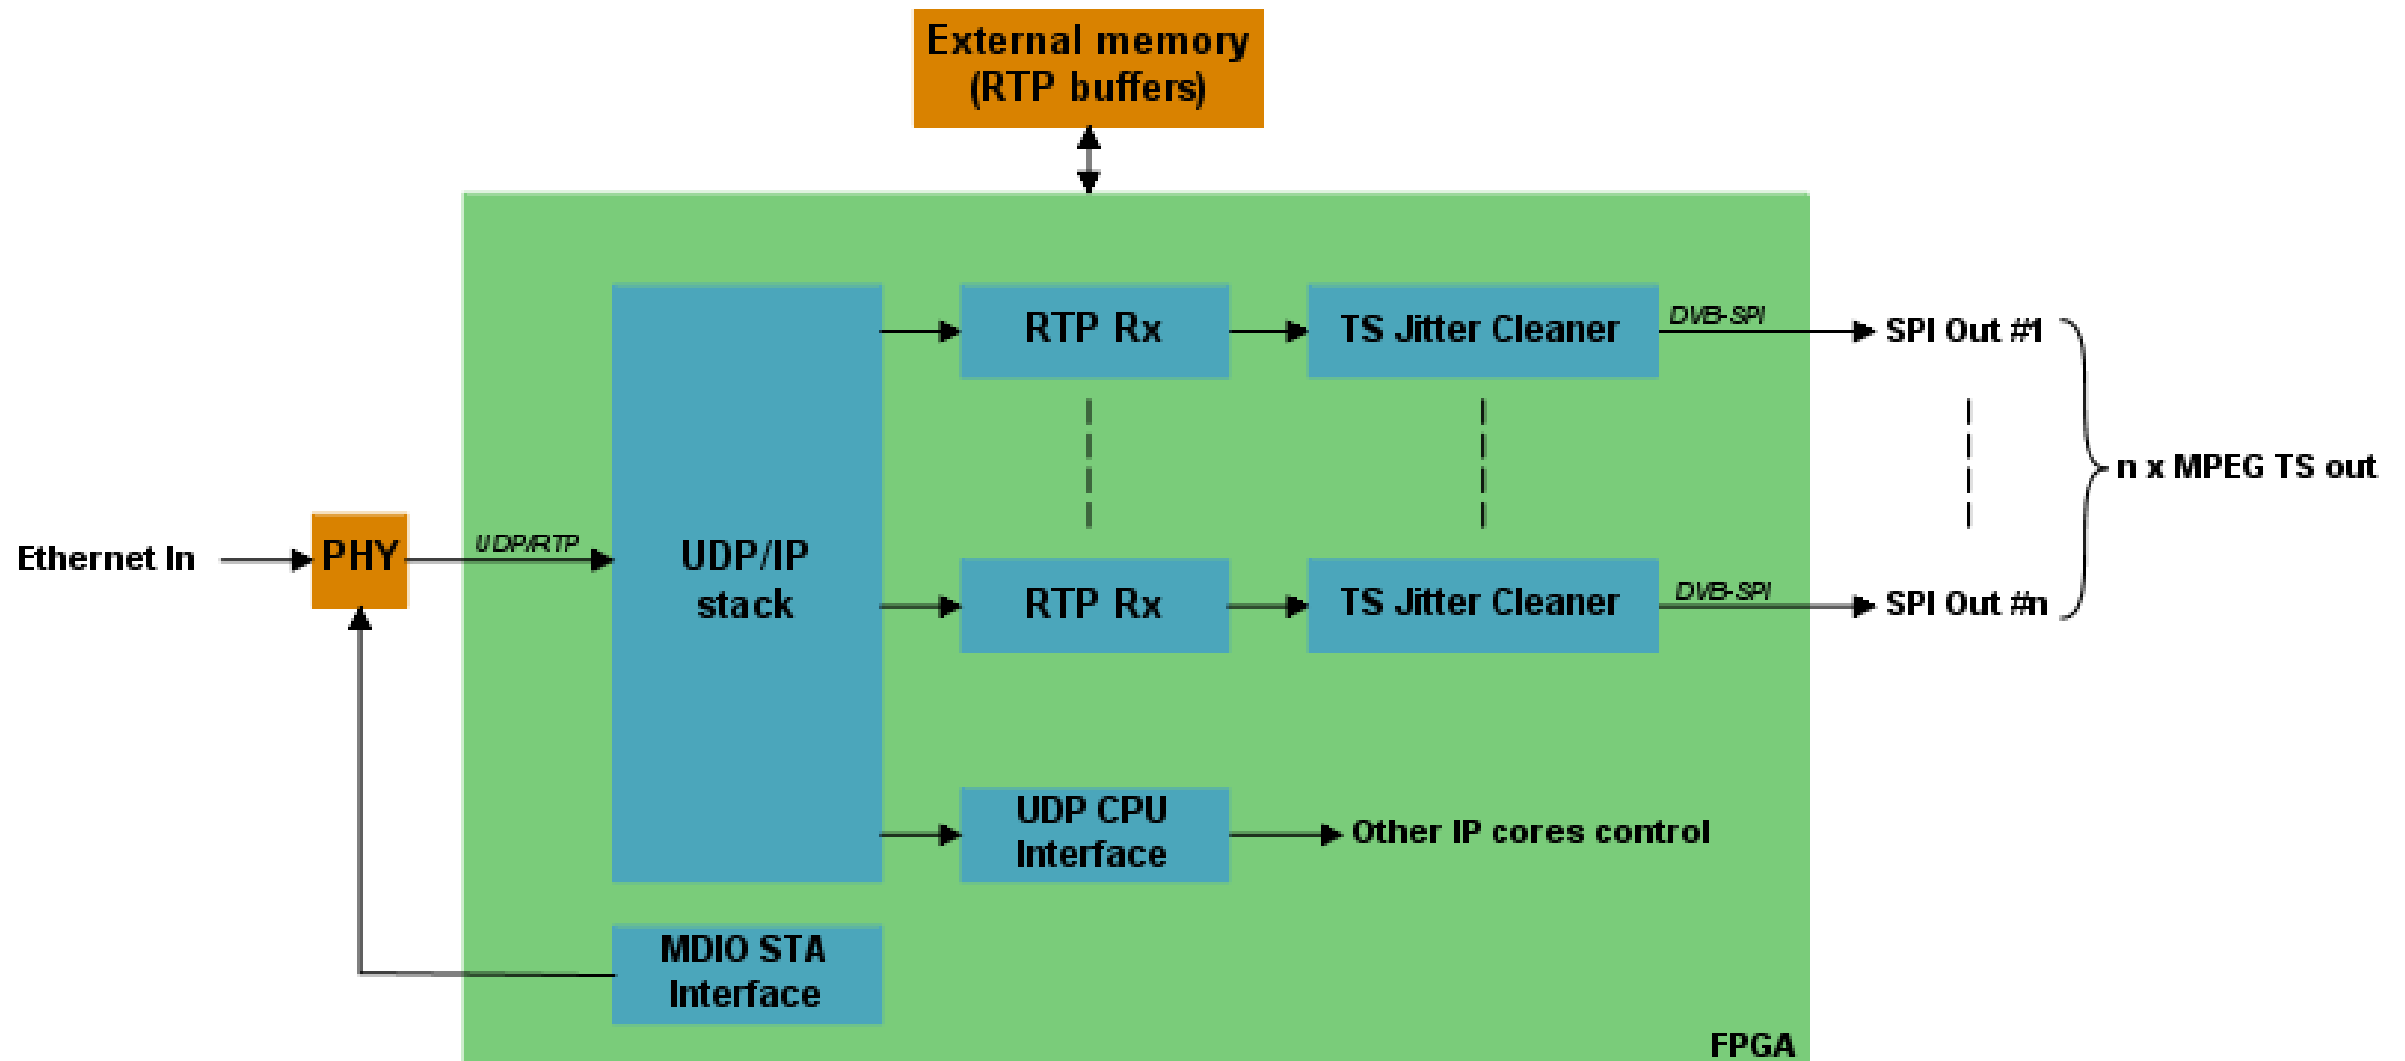 External memory
(RTP buffers)
RTP Rx
TS Jitter Cleaner
DVB-SPI
SPI Out #1
n x MPEG TS out
Ethernet In
PHY
UDP/RTP
UDP/IP
stack
RTP Rx
TS Jitter Cleaner
DVB-SPI
SPI Out #n
UDP CPU
Interface
Other IP cores control
MDIO STA
Interface
FPGA